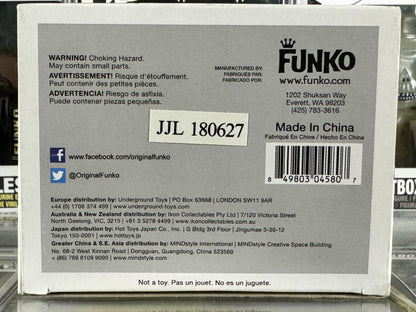 WARNING! Choking Hazard.
May contain small parts.
AVERTISSEMENT! Risque d'étouffement.
Peut contenir des petites pièces.
ADVERTENCIA! Riesgo de asfixia.
Puede contener piezas pequeñas.
MANUFACTURED BY:
FABRIQUÉS PAR:
FABRICADO POR:
FUNKO
www.funko.com
1202 Shuksan Way
Everett, WA 98203
(425) 783-3616
JJL 180627
Made In China
Fabriqué En Chine / Hecho En China
www.facebook.com/originalfunko
@OriginalFunko
8 49803 04580 7
Europe distribution by: Underground Toys | PO Box 63668 | LONDON SW11 9AR
+44 (0) 1708 374 499 | www.underground-toys.com
Australia & New Zealand distribution by: Ikon Collectables Pty Ltd | 7/120 Victoria Street
North Geelong, VIC, 3215 | +61 3 5298 4449 | www.ikoncollectables.com.au
Japan distribution by: Hot Toys Japan Co., Inc. | G Bldg 3rd Floor | Jingumae 3-30-12
Tokyo 150-0001 | www.hottoys.jp
Greater China & S.E. Asia distribution by: MINDstyle International | MINDstyle Creative Space Building
No. 68-2 West Xinnan Road | Dongguan, Guangdong, China,523560
+ (86) 769 8109 9090 | www.mindstyle.com
Not a toy. Pas un jouet. No es un juguete.